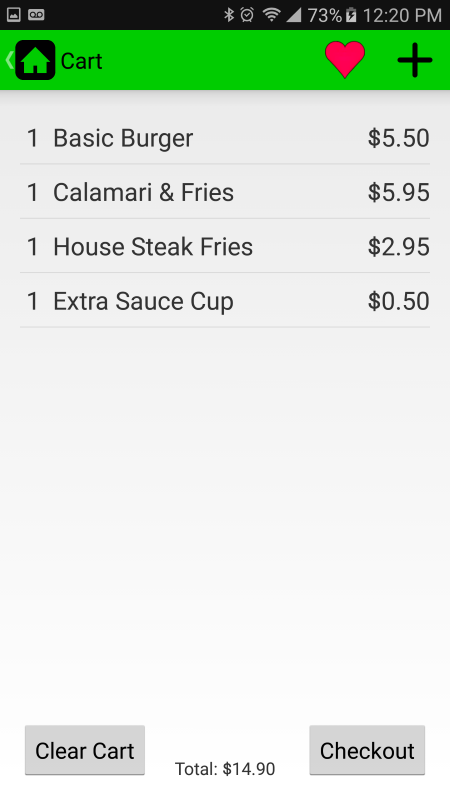 73% 12:20 PM
Cart
1 Basic Burger $5.50
1 Calamari & Fries $5.95
1 House Steak Fries $2.95
1 Extra Sauce Cup $0.50
Clear Cart Total: $14.90 Checkout